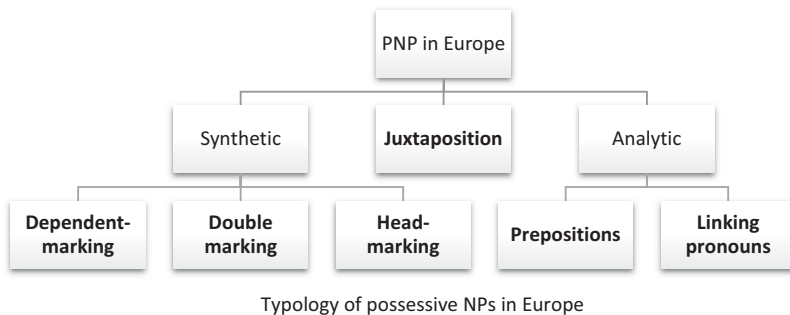 PNP in Europe
Synthetic
Juxtaposition
Analytic
Dependent-
marking
Double
marking
Head-
marking
Prepositions
Linking
pronouns
Typology of possessive NPs in Europe